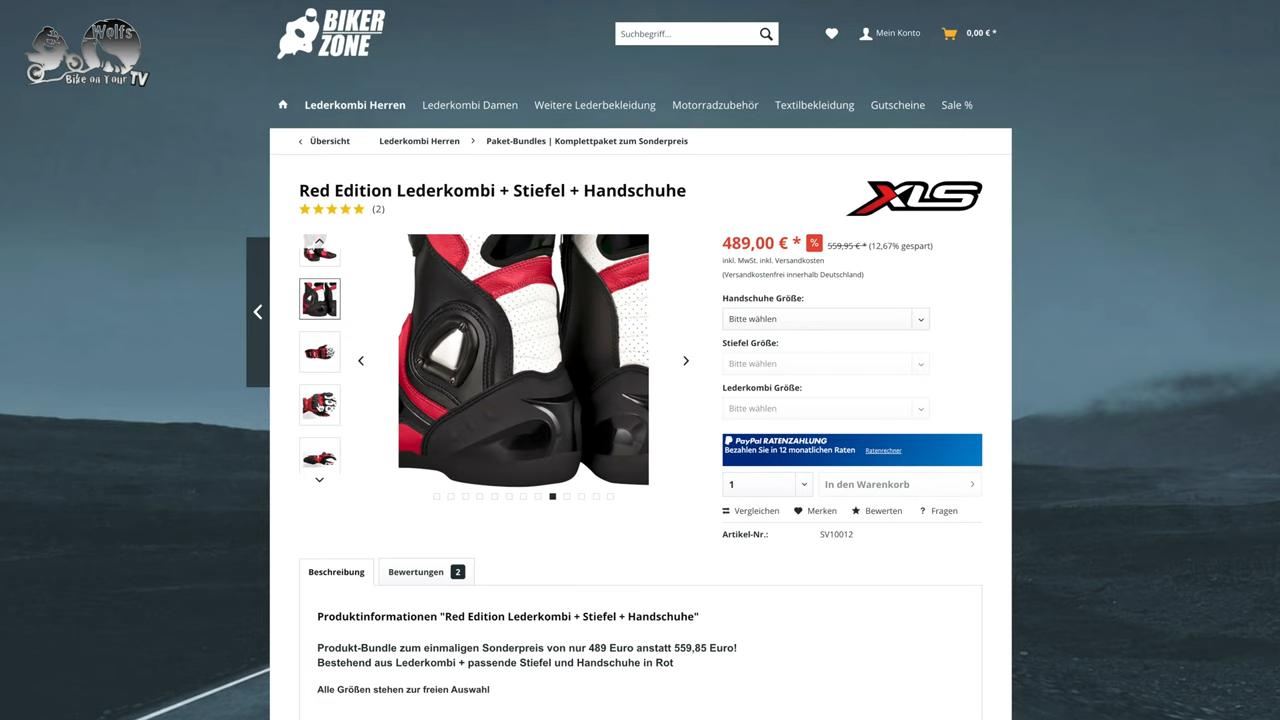 Wolfs
Bike on Tour TV
BIKER
ZONE
Suchbegriff...
Mein Konto
0,00 € *
Lederkombi Herren
Lederkombi Damen
Weitere Lederbekleidung
Motorradzubehör
Textilbekleidung
Gutscheine
Sale %
Übersicht
Lederkombi Herren
Paket-Bundles | Komplettpaket zum Sonderpreis
Red Edition Lederkombi + Stiefel + Handschuhe
(2)
XLS
489,00 € * % 559,95 € * (12,67% gespart)
inkl. MwSt. inkl. Versandkosten
(Versandkostenfrei innerhalb Deutschland)
Handschuhe Größe:
Bitte wählen
Stiefel Größe:
Bitte wählen
Lederkombi Größe:
Bitte wählen
PayPal RATENZAHLUNG
Bezahlen Sie in 12 monatlichen Raten Ratenrechner
1
In den Warenkorb
Vergleichen
Merken
Bewerten
? Fragen
Artikel-Nr.: SV10012
Beschreibung
Bewertungen 2
Produktinformationen "Red Edition Lederkombi + Stiefel + Handschuhe"
Produkt-Bundle zum einmaligen Sonderpreis von nur 489 Euro anstatt 559,85 Euro!
Bestehend aus Lederkombi + passende Stiefel und Handschuhe in Rot
Alle Größen stehen zur freien Auswahl